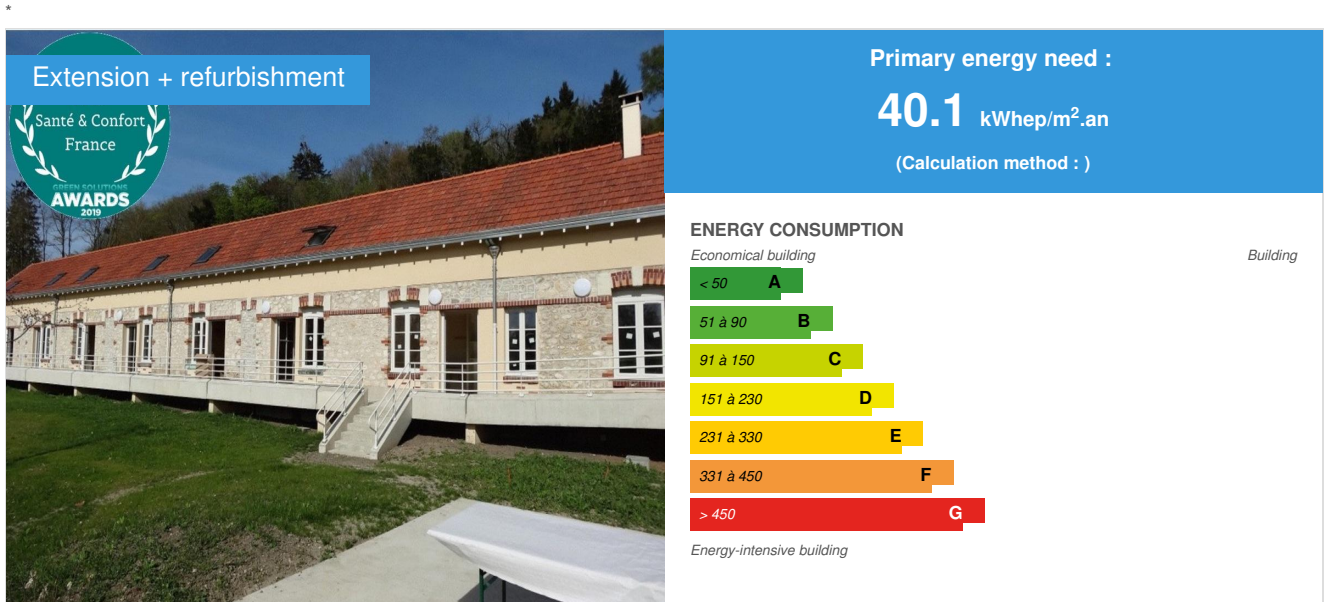 *
Extension + refurbishment
Santé & Confort
France
GREEN SOLUTIONS
AWARDS
2019
Primary energy need :
40.1 kWhep/m².an
(Calculation method : )
ENERGY CONSUMPTION
Economical building
Building
< 50 A
51 à 90 B
91 à 150 C
151 à 230 D
231 à 330 E
331 à 450 F
> 450 G
Energy-intensive building